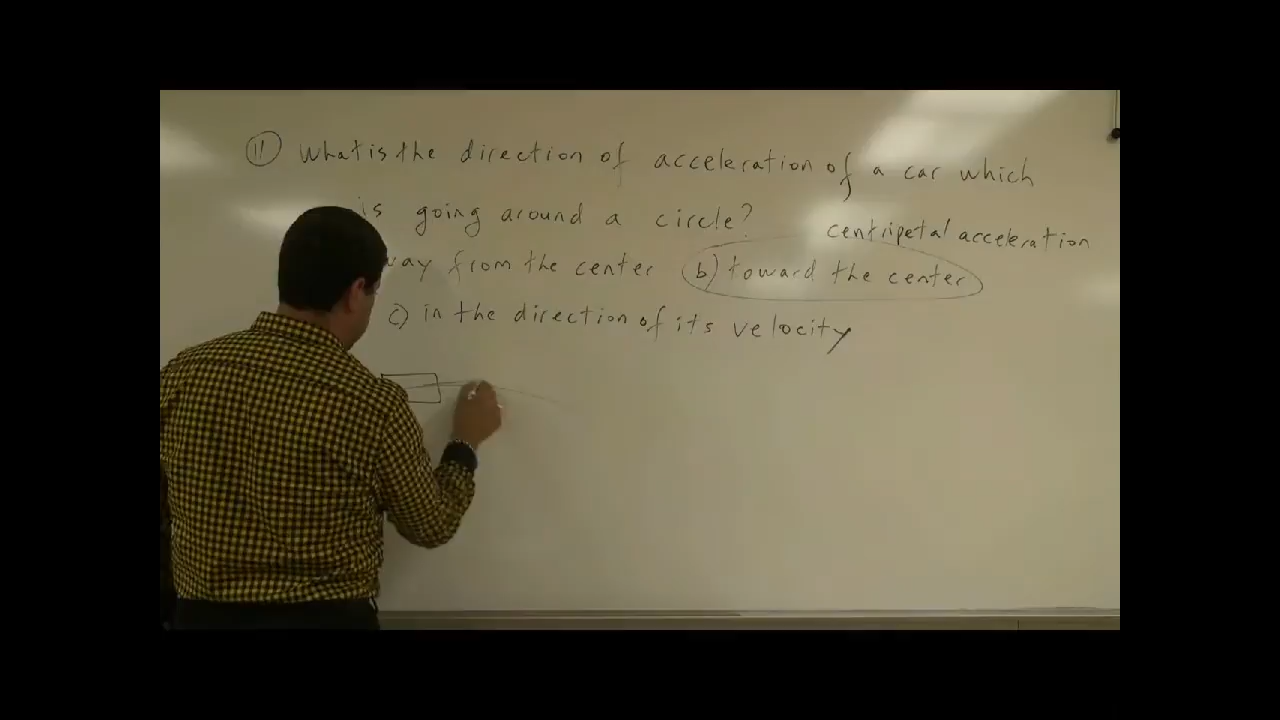 11 what is the direction of acceleration of a car which
is going around a circle?
centripetal acceleration
way from the center b) toward the center
c) in the direction of its velocity